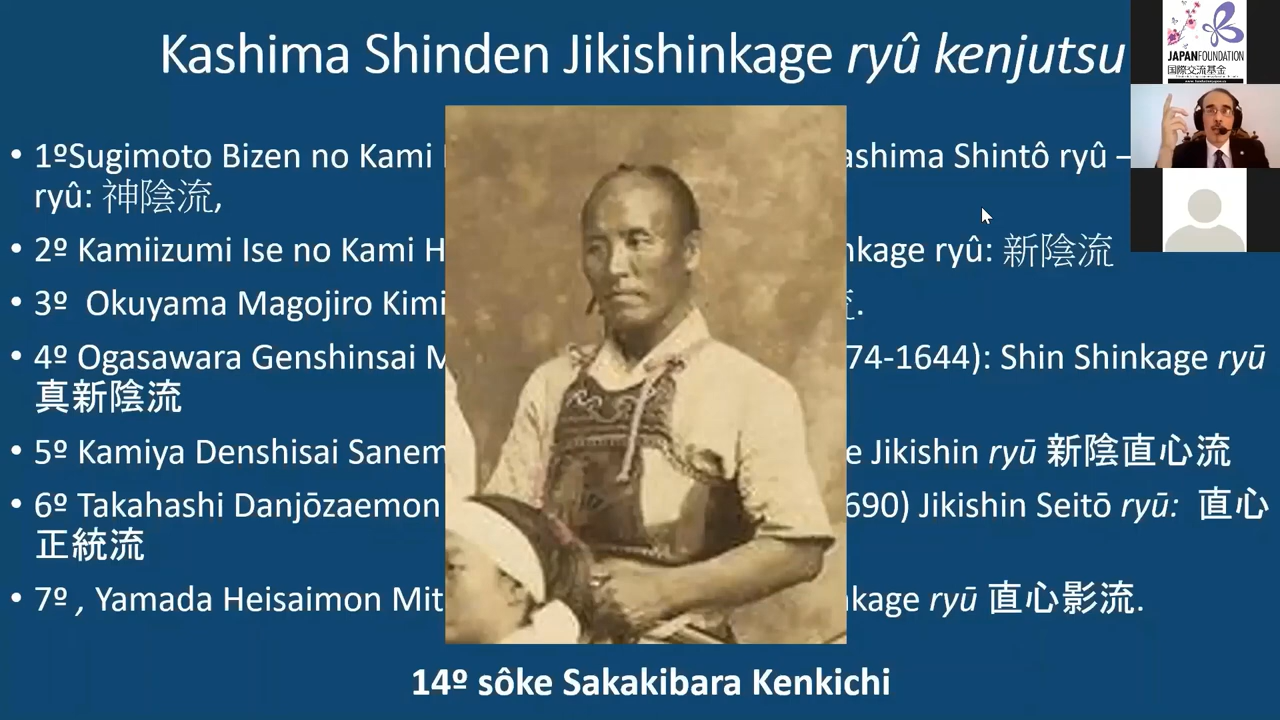 Kashima Shinden Jikishinkage ryû kenjutsu
JAPANFOUNDATION
国際交流基金
• 1ºSugimoto Bizen no Kami ashima Shintô ryû –
ryû: 神陰流,
• 2º Kamiizumi Ise no Kami H nkage ryû: 新陰流
• 3º Okuyama Magojiro Kimi .
• 4º Ogasawara Genshinsai M 74-1644): Shin Shinkage ryū
真新陰流
• 5º Kamiya Denshisai Sanem e Jikishin ryū 新陰直心流
• 6º Takahashi Danjōzaemon 690) Jikishin Seitō ryū: 直心
正統流
• 7º , Yamada Heisaimon Mit nkage ryū 直心影流.
14º sôke Sakakibara Kenkichi